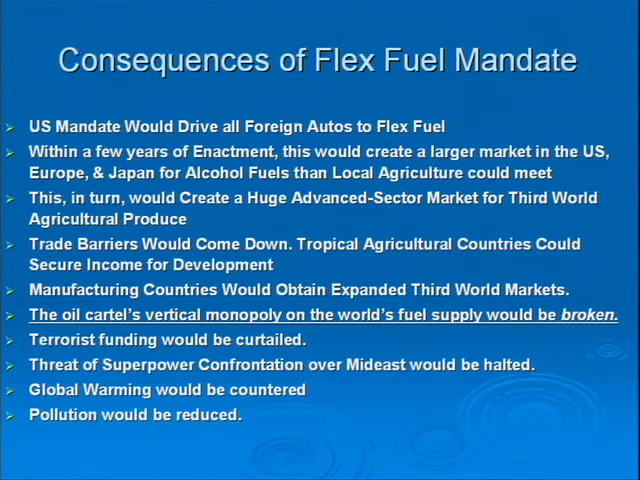 Consequences of Flex Fuel Mandate
US Mandate Would Drive all Foreign Autos to Flex Fuel
Within a few years of Enactment, this would create a larger market in the US,
Europe, & Japan for Alcohol Fuels than Local Agriculture could meet
This, in turn, would Create a Huge Advanced-Sector Market for Third World
Agricultural Produce
Trade Barriers Would Come Down. Tropical Agricultural Countries Could
Secure Income for Development
Manufacturing Countries Would Obtain Expanded Third World Markets.
The oil cartel's vertical monopoly on the world's fuel supply would be broken.
Terrorist funding would be curtailed.
Threat of Superpower Confrontation over Mideast would be halted.
Global Warming would be countered
Pollution would be reduced.